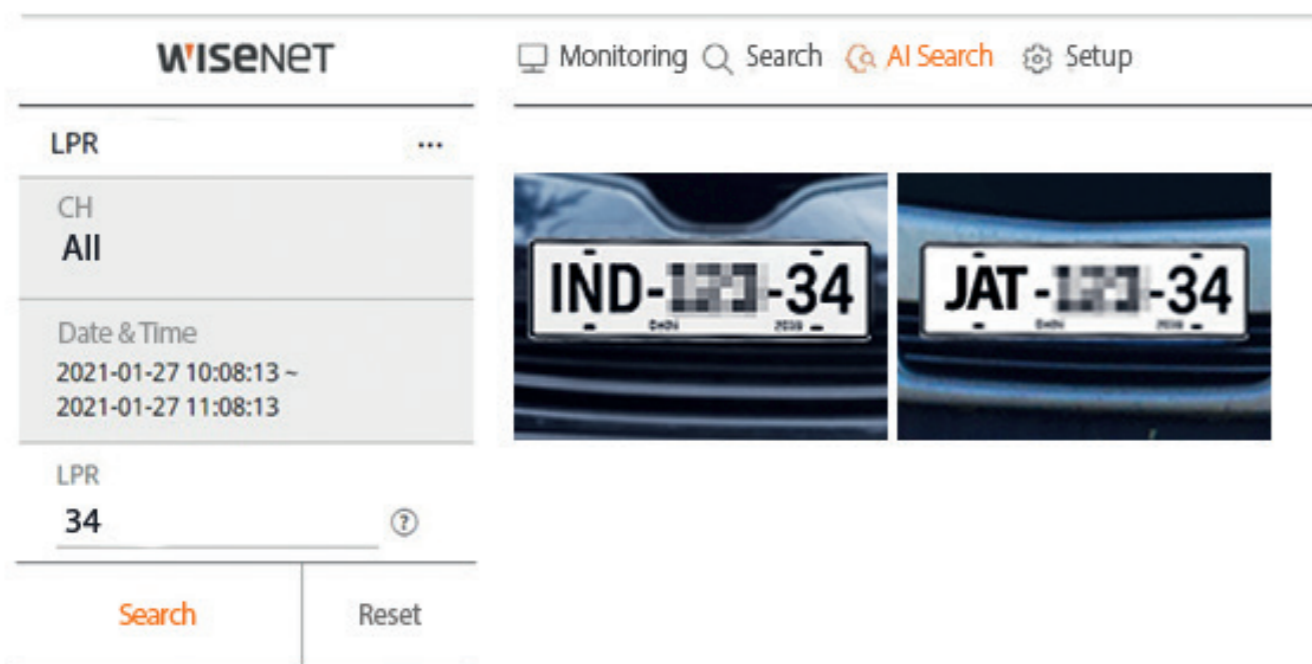 WISENET
Monitoring Search AI Search Setup
LPR ...
CH
All
Date & Time
2021-01-27 10:08:13 ~
2021-01-27 11:08:13
LPR
34 ?
Search Reset
IND- -34
JAT- -34